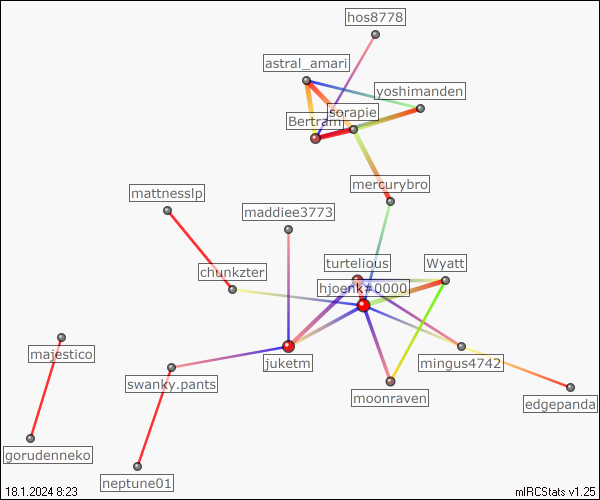 hos8778
astral_amari
yoshimanden
sorapie
Bertram
mercurybro
mattnesslp
maddiee3773
turtelious
Wyatt
chunkzter
hjoenk#0000
majestico
juketm
mingus4742
swanky.pants
moonraven
edgepanda
gorudenneko
neptune01
18.1.2024 8:23
mIRCStats v1.25